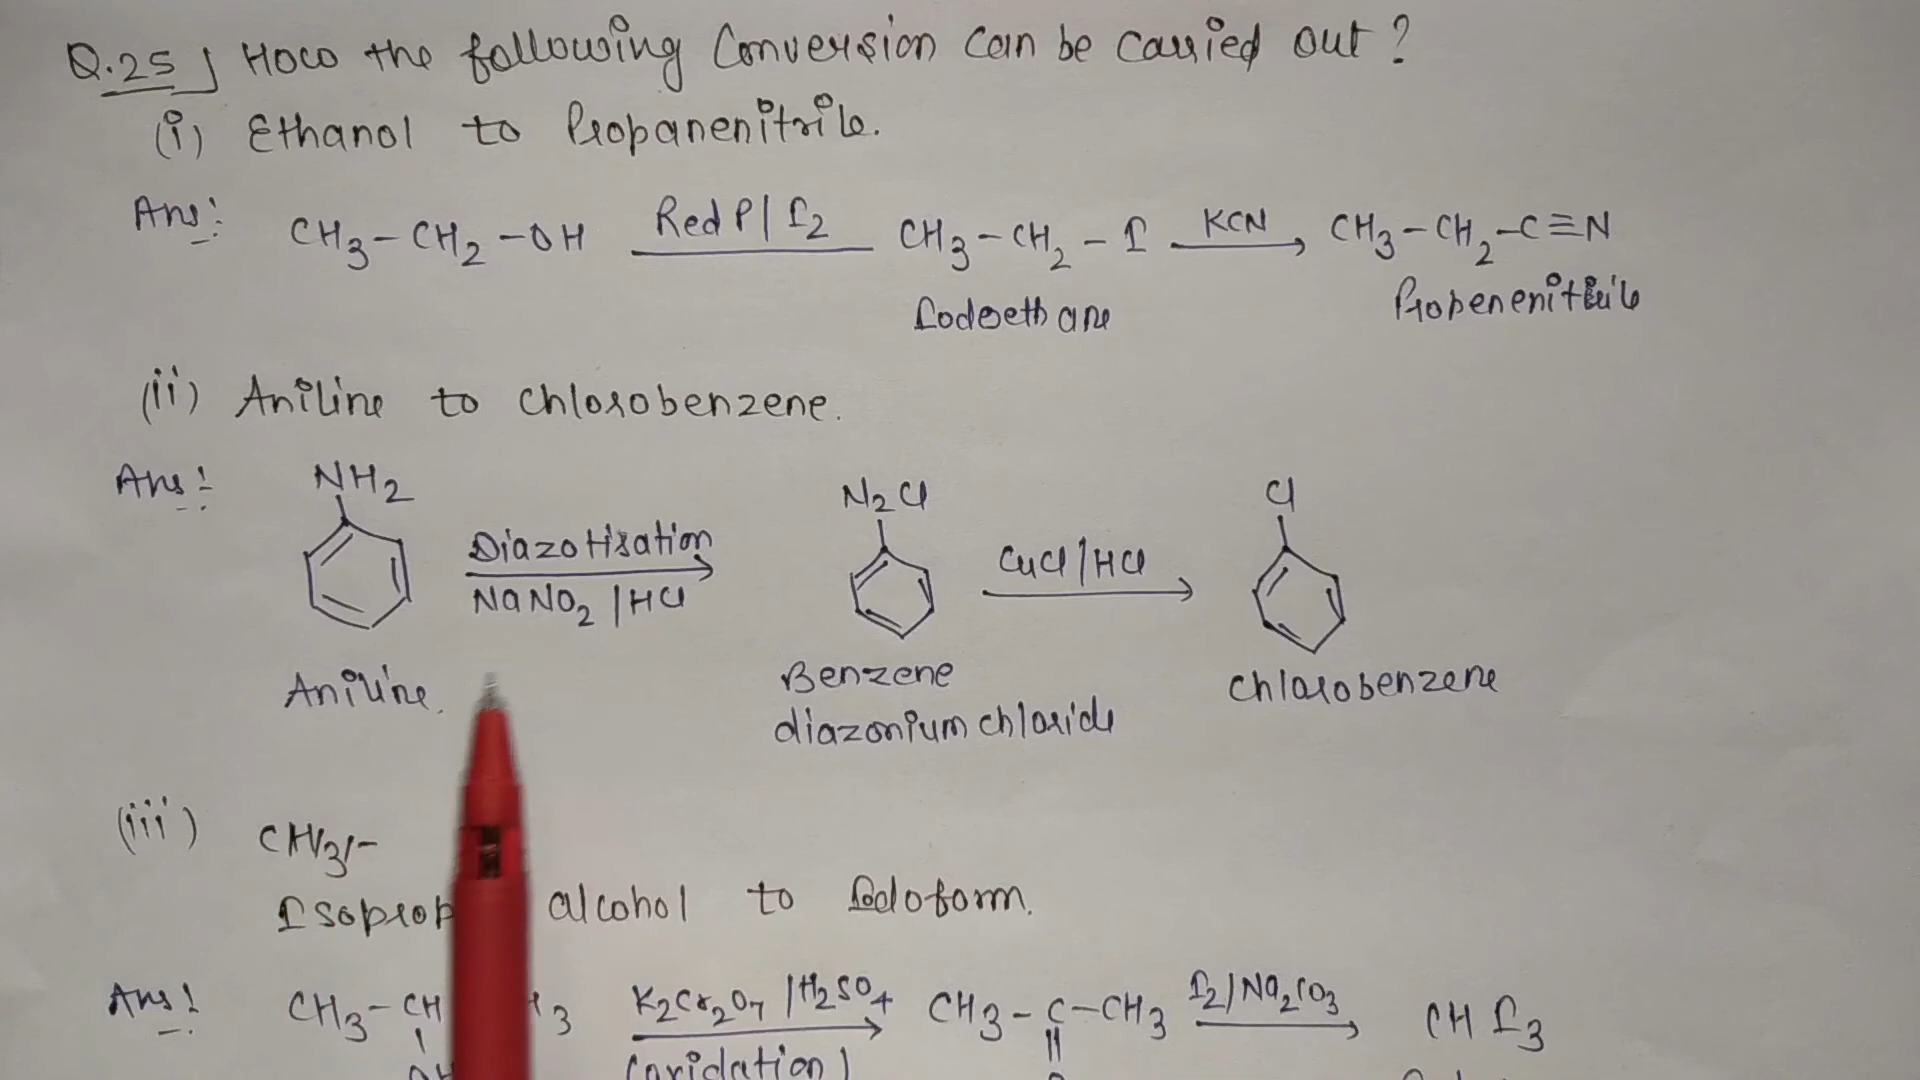 Q.25] How the following Conversion can be carried out ?
(i) Ethanol to Propanenitrile.
Ans: CH3-CH2-OH Red P/I2 CH3-CH2-I KCN CH3-CH2-C≡N
Iodoethane Propenenitrile
(ii) Aniline to chlorobenzene.
Ans: NH2 Diazotisation NaNO2/HCl N2Cl CuCl/HCl Cl
Aniline. Benzene diazonium chloride chlorobenzene
(iii) CH3-
alcohol to Iodoform.
Ans: CH3-CH K2Cr2O7/H2SO4 CH3-C-CH3 I2/Na2CO3 CHI3
(oxidation)